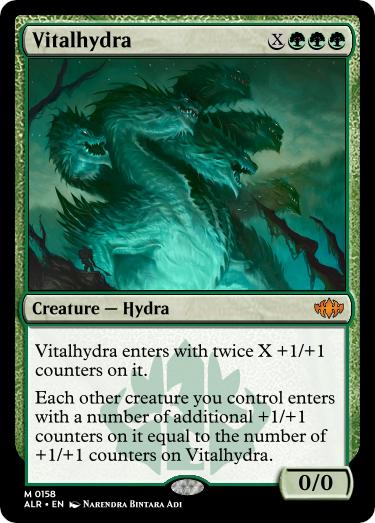 Vitalhydra X
Creature — Hydra
Vitalhydra enters with twice X +1/+1
counters on it.
Each other creature you control enters
with a number of additional +1/+1
counters on it equal to the number of
+1/+1 counters on Vitalhydra.
0/0
M 0158
ALR • EN Narendra Bintara Adi